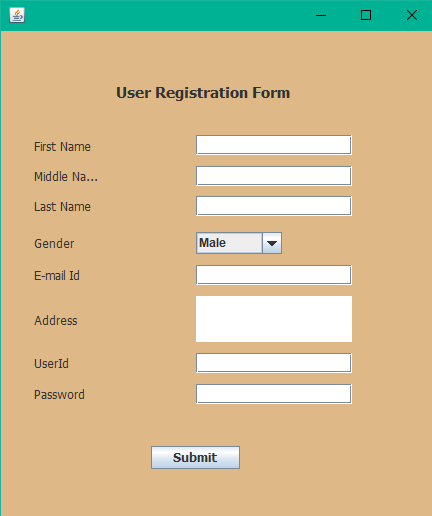 User Registration Form
First Name
Middle Na...
Last Name
Gender Male
E-mail Id
Address
UserId
Password
Submit